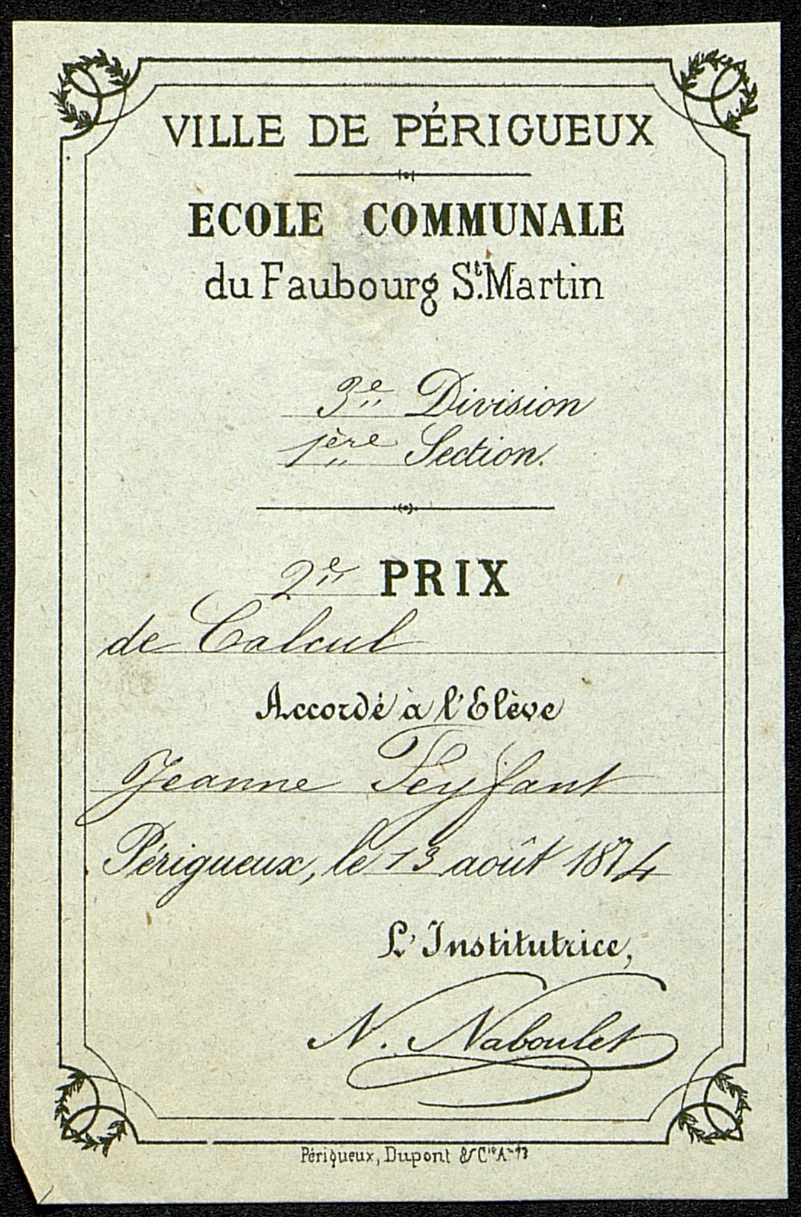 VILLE DE PÉRIGUEUX
ECOLE COMMUNALE
du Faubourg St. Martin
3e Division
1ère Section.
2e PRIX
de Calcul
Accordé à l'Elève
Jeanne Feyfant
Périgueux, le 13 août 1874
L'Institutrice,
N. Naboulet
Périgueux, Dupont & Cie